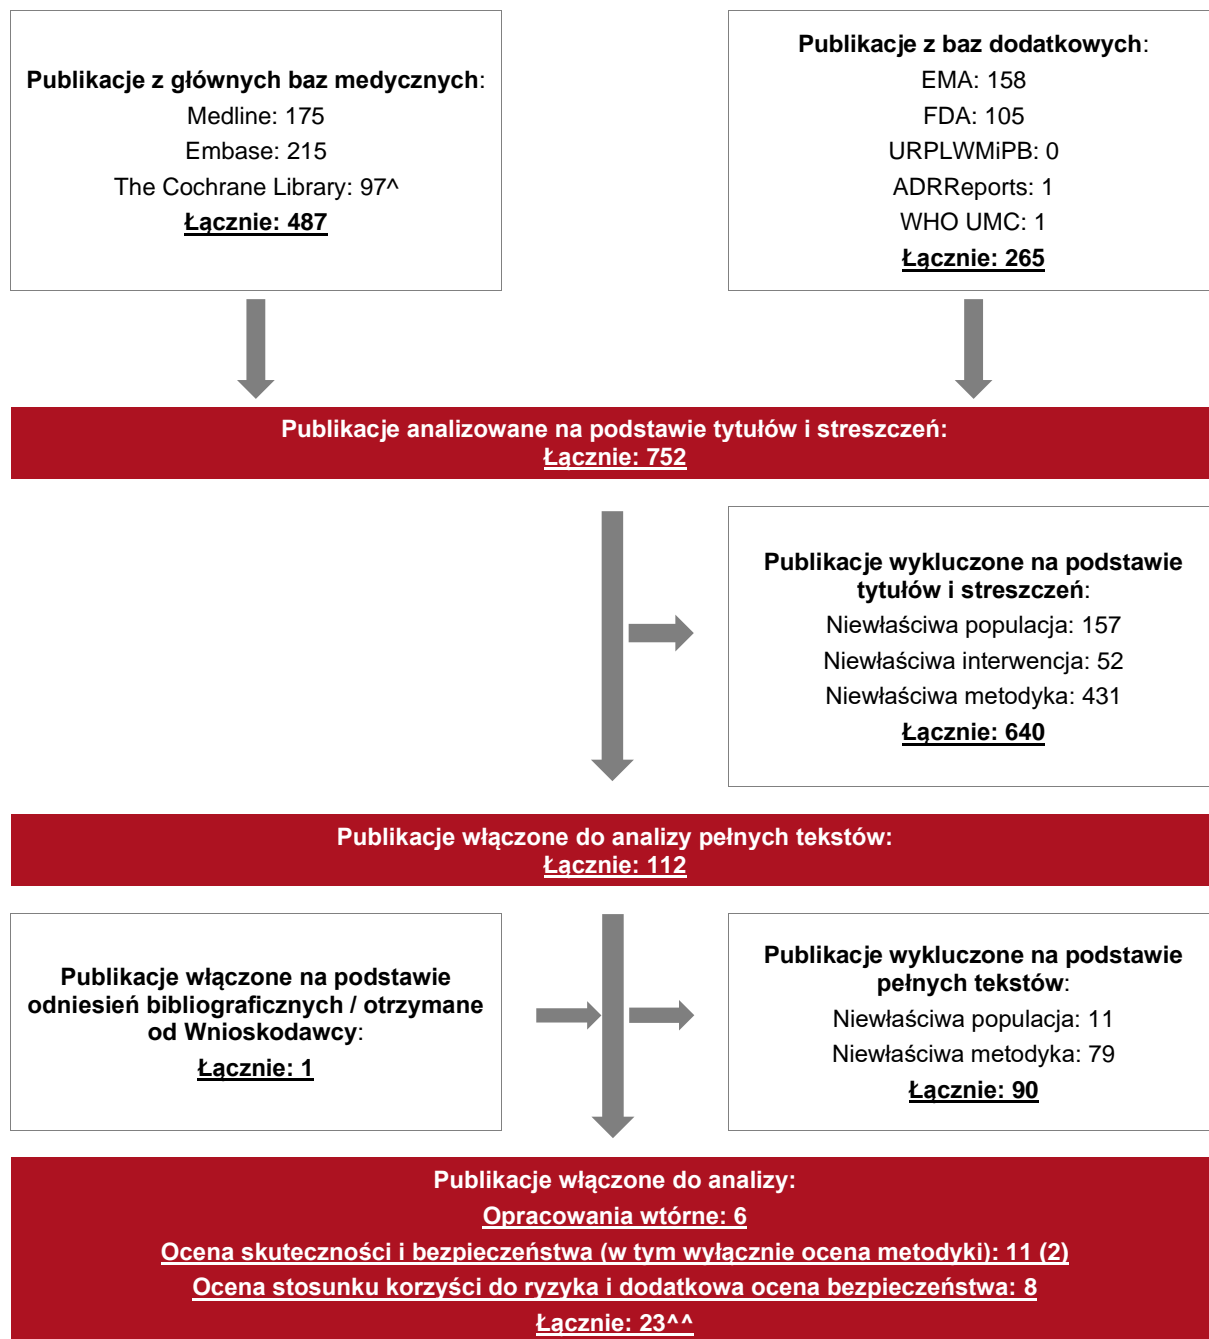 Publikacje z głównych baz medycznych:
Medline: 175
Embase: 215
The Cochrane Library: 97^
Łącznie: 487
Publikacje z baz dodatkowych:
EMA: 158
FDA: 105
URPLWMiPB: 0
ADRReports: 1
WHO UMC: 1
Łącznie: 265
Publikacje analizowane na podstawie tytułów i streszczeń:
Łącznie: 752
Publikacje wykluczone na podstawie
tytułów i streszczeń:
Niewłaściwa populacja: 157
Niewłaściwa interwencja: 52
Niewłaściwa metodyka: 431
Łącznie: 640
Publikacje włączone do analizy pełnych tekstów:
Łącznie: 112
Publikacje włączone na podstawie
odniesień bibliograficznych / otrzymane
od Wnioskodawcy:
Łącznie: 1
Publikacje wykluczone na podstawie
pełnych tekstów:
Niewłaściwa populacja: 11
Niewłaściwa metodyka: 79
Łącznie: 90
Publikacje włączone do analizy:
Opracowania wtórne: 6
Ocena skuteczności i bezpieczeństwa (w tym wyłącznie ocena metodyki): 11 (2)
Ocena stosunku korzyści do ryzyka i dodatkowa ocena bezpieczeństwa: 8
Łącznie: 23^^